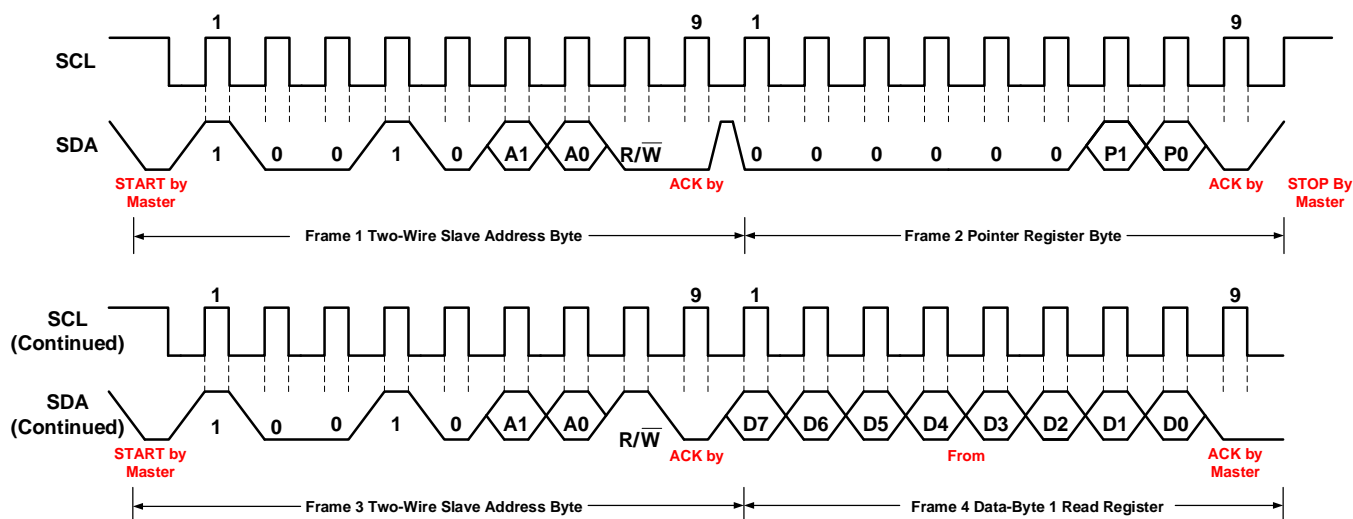 1 9 1 9
SCL
SDA
1 0 0 1 0 A1 A0 R/W̅ 0 0 0 0 0 0 P1 P0
START by
Master
ACK by
ACK by
STOP By
Master
Frame 1 Two-Wire Slave Address Byte
Frame 2 Pointer Register Byte
1 9 1 9
SCL
(Continued)
SDA
(Continued)
1 0 0 1 0 A1 A0 R/W̅ D7 D6 D5 D4 D3 D2 D1 D0
START by
Master
ACK by
From
ACK by
Master
Frame 3 Two-Wire Slave Address Byte
Frame 4 Data-Byte 1 Read Register